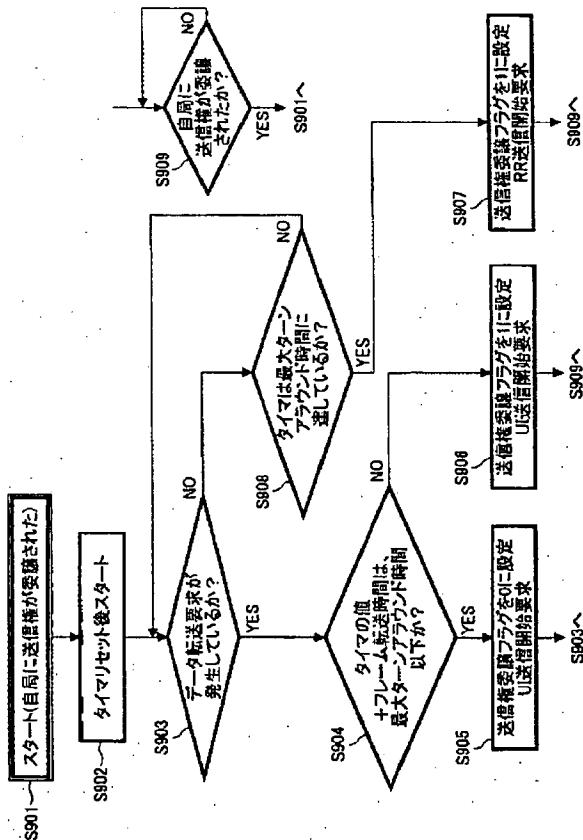 S901
スタート(自局に送信権が委譲された)
S902
タイマリセット後スタート
S903
データ転送要求が
発生しているか?
NO
YES
S904
タイマの値
+フレーム転送時間は、
最大ターンアラウンド時間
以下か?
NO
YES
S905
送信権委譲フラグを0に設定
UI送信開始要求
S903へ
S906
送信権委譲フラグを1に設定
UI送信開始要求
S909へ
S908
タイマは最大ターン
アラウンド時間に
達しているか?
NO
YES
S907
送信権委譲フラグを1に設定
RR送信開始要求
S909へ
S909
自局に
送信権が委譲
されたか?
NO
YES
S901へ